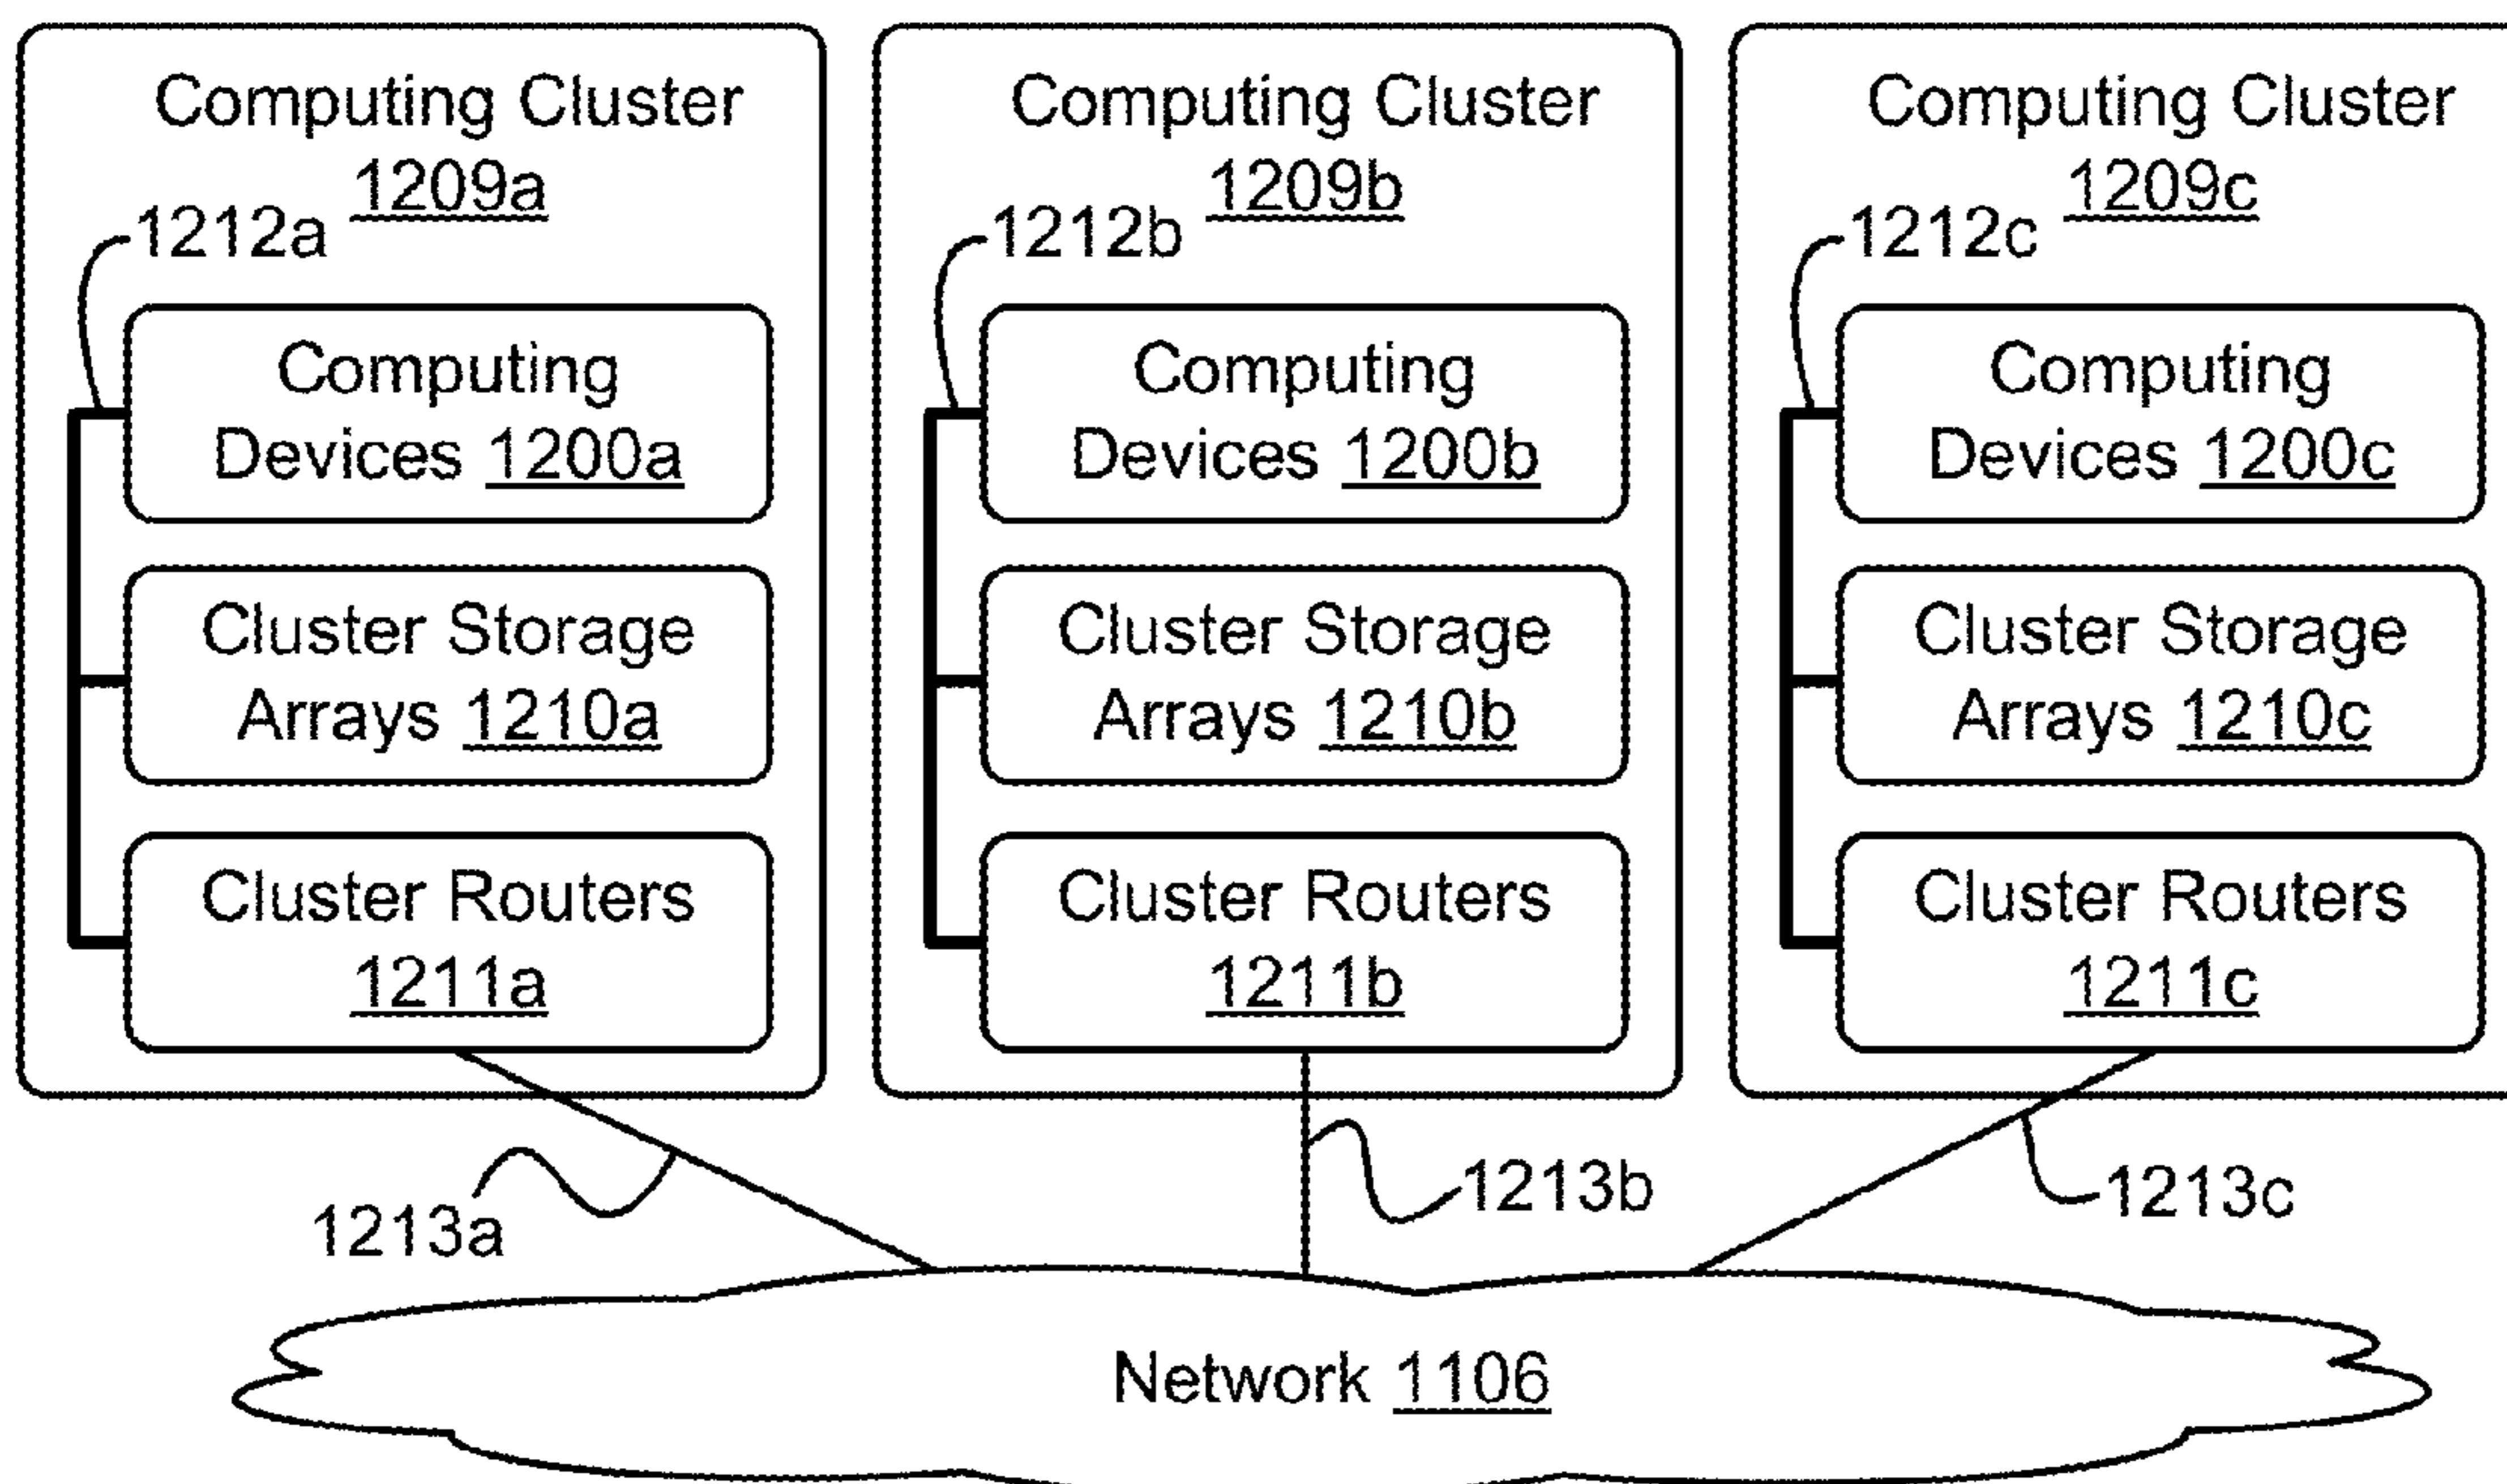 Computing Cluster
1209a
1212a
Computing
Devices 1200a
Cluster Storage
Arrays 1210a
Cluster Routers
1211a
Computing Cluster
1209b
1212b
Computing
Devices 1200b
Cluster Storage
Arrays 1210b
Cluster Routers
1211b
Computing Cluster
1209c
1212c
Computing
Devices 1200c
Cluster Storage
Arrays 1210c
Cluster Routers
1211c
1213a
1213b
1213c
Network 1106